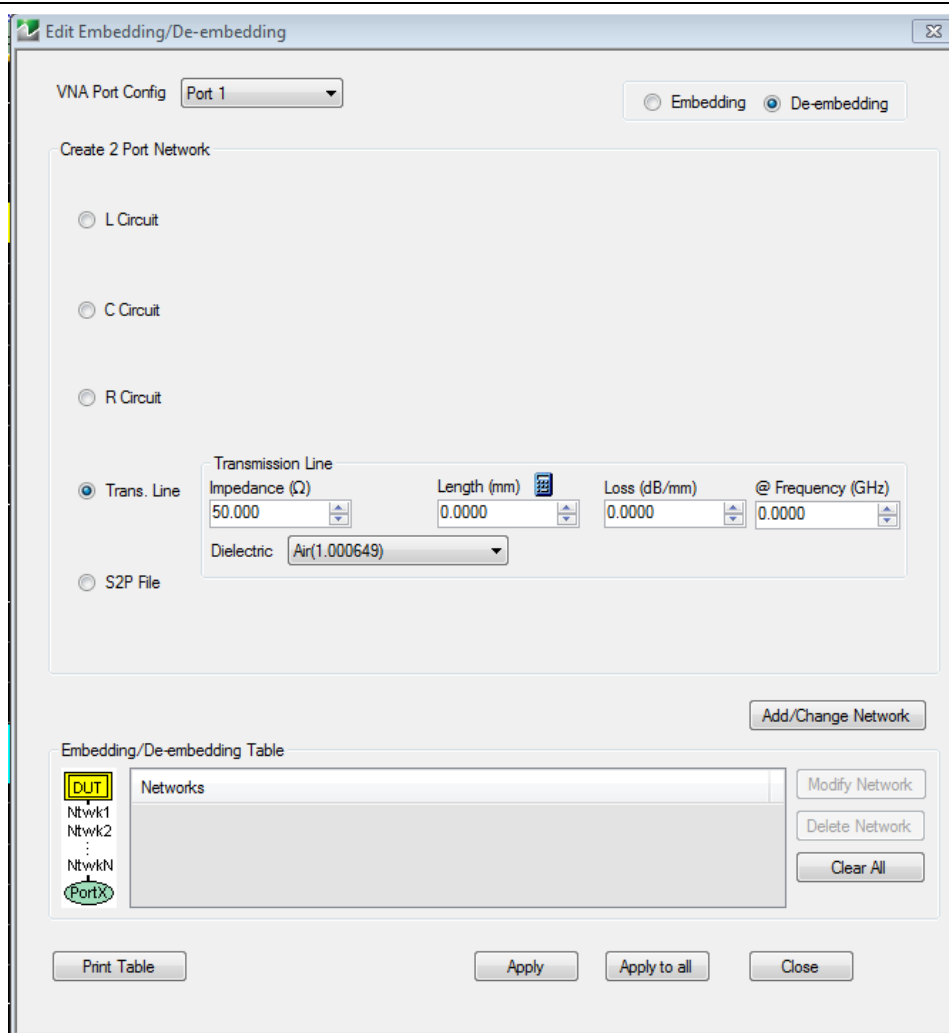 Edit Embedding/De-embedding
VNA Port Config Port 1
Embedding De-embedding
Create 2 Port Network
L Circuit
C Circuit
R Circuit
Trans. Line
Transmission Line
Impedance (Ω) Length (mm) Loss (dB/mm) @ Frequency (GHz)
50.000 0.0000 0.0000 0.0000
Dielectric Air(1.000649)
S2P File
Add/Change Network
Embedding/De-embedding Table
DUT
Ntwk1
Ntwk2
⋮
NtwkN
PortX
Networks
Modify Network
Delete Network
Clear All
Print Table Apply Apply to all Close